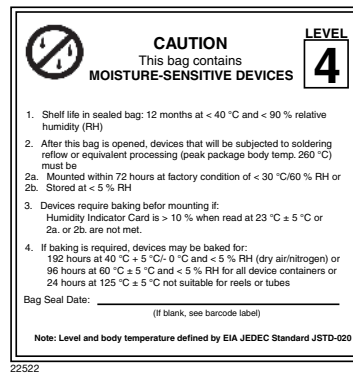 LEVEL
CAUTION
This bag contains
MOISTURE-SENSITIVE DEVICES
4
1. Shelf life in sealed bag: 12 months at < 40 °C and < 90 % relative
humidity (RH)
2. After this bag is opened, devices that will be subjected to soldering
reflow or equivalent processing (peak package body temp. 260 °C)
must be
2a. Mounted within 72 hours at factory condition of < 30 °C/60 % RH or
2b. Stored at < 5 % RH
3. Devices require baking befor mounting if:
Humidity Indicator Card is > 10 % when read at 23 °C ± 5 °C or
2a. or 2b. are not met.
4. If baking is required, devices may be baked for:
192 hours at 40 °C + 5 °C/- 0 °C and < 5 % RH (dry air/nitrogen) or
96 hours at 60 °C ± 5 °C and < 5 % RH for all device containers or
24 hours at 125 °C ± 5 °C not suitable for reels or tubes
Bag Seal Date:
(If blank, see barcode label)
Note: Level and body temperature defined by EIA JEDEC Standard JSTD-020
22522